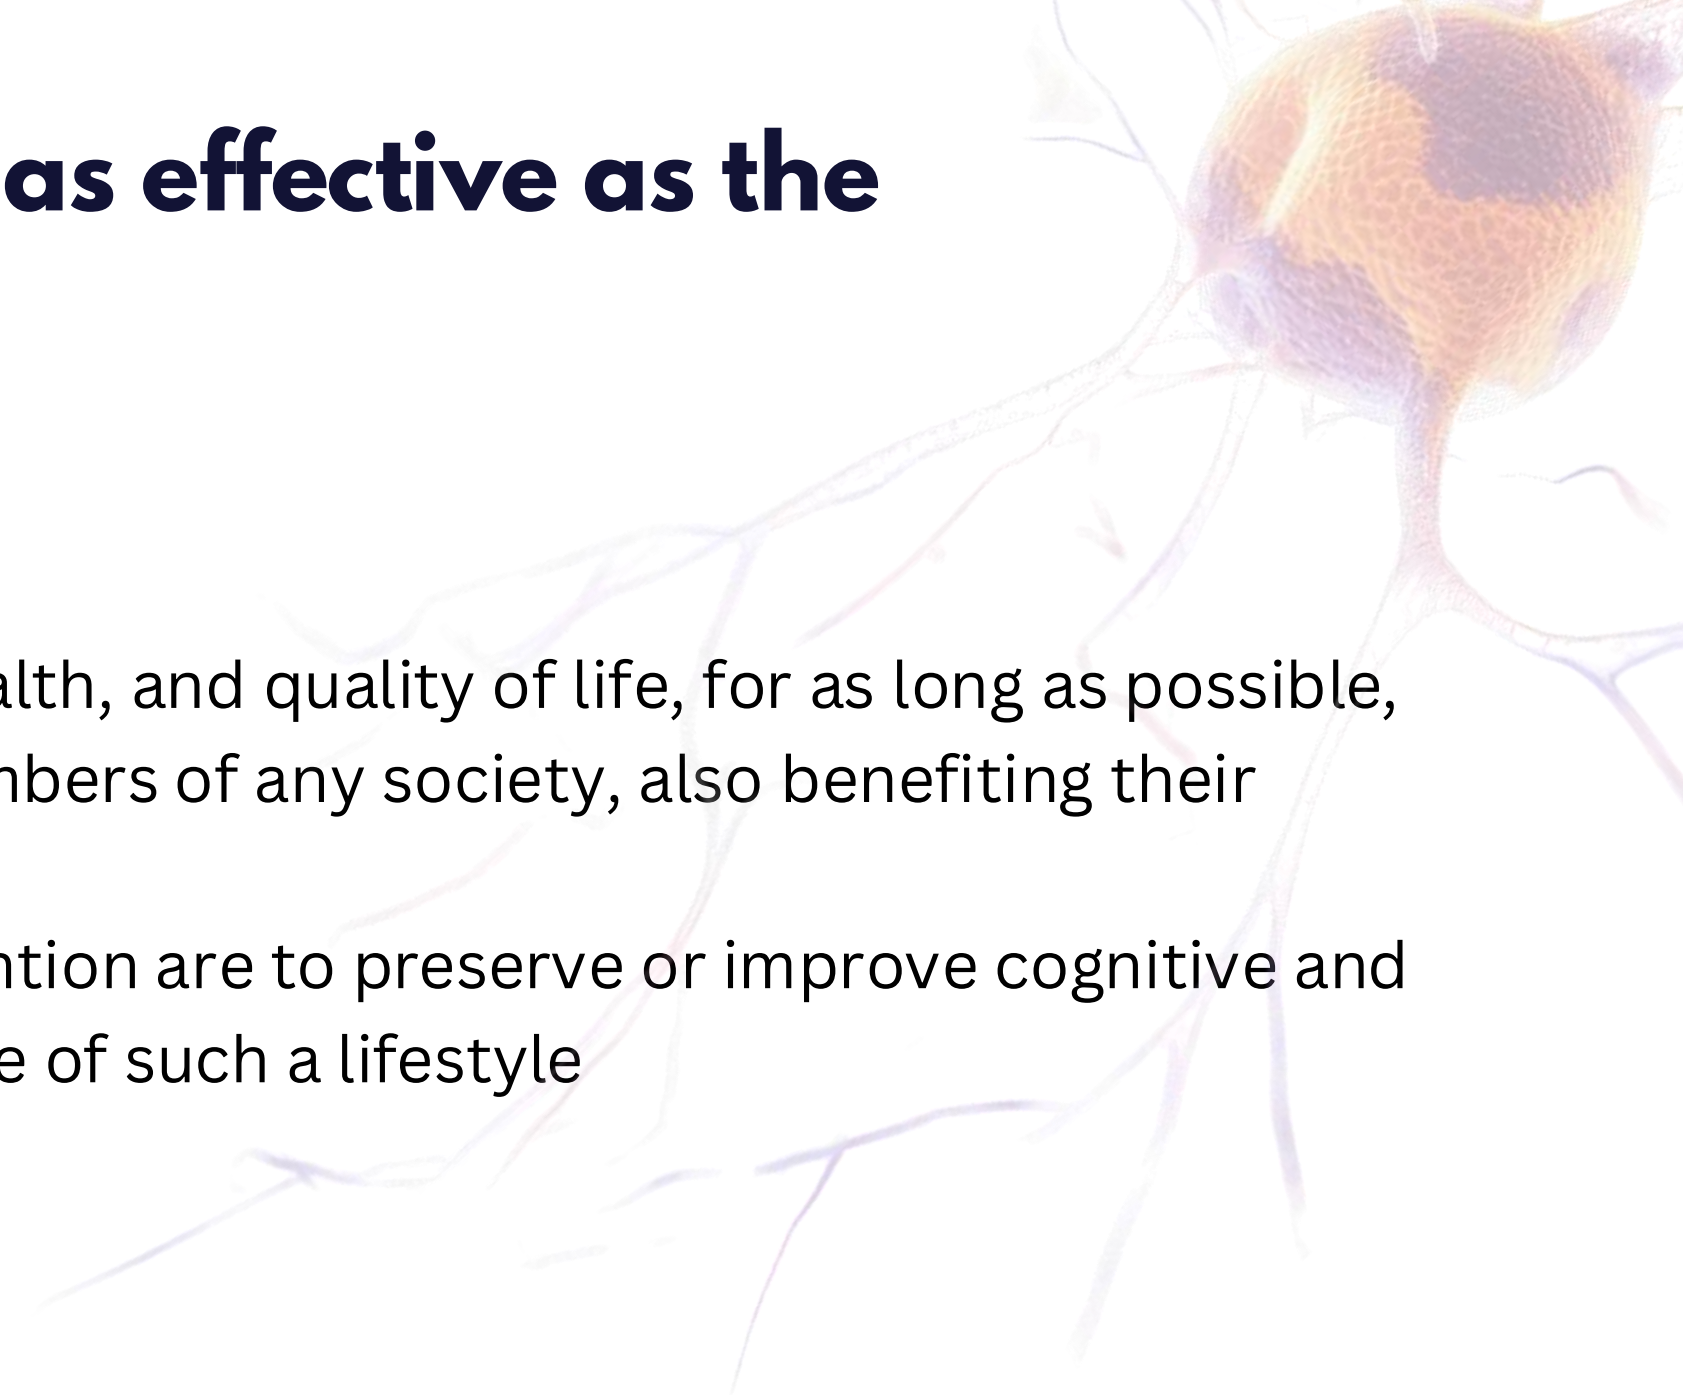 as effective as the
alth, and quality of life, for as long as possible,
mbers of any society, also benefiting their
ntion are to preserve or improve cognitive and
e of such a lifestyle